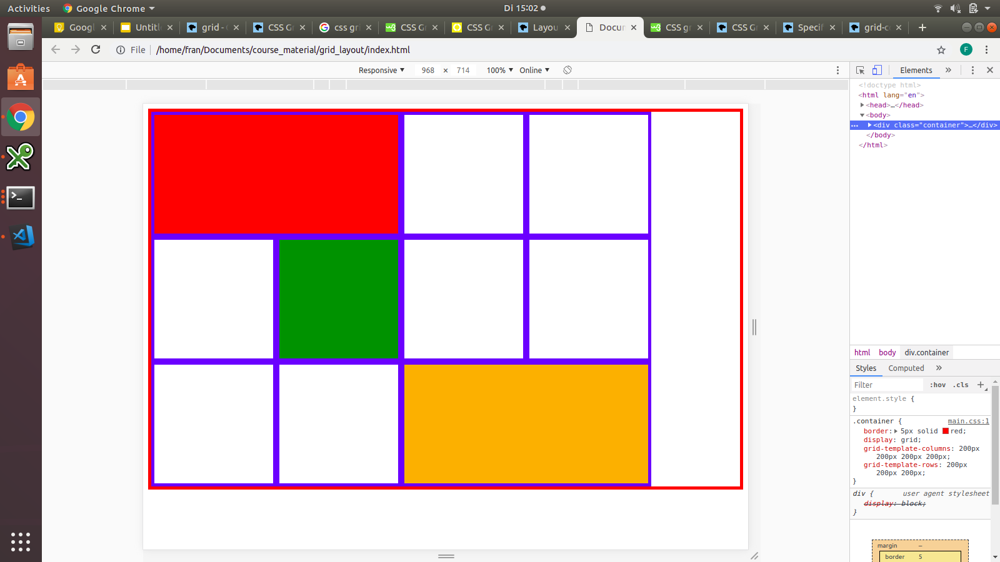 Activities Google Chrome Di 15:02
Googl Untitl grid - CSS Gr css gri CSS Gr CSS Gr Layou Docum CSS gr CSS Gr Specif grid-co
File /home/fran/Documents/course_material/grid_layout/index.html F
Responsive 968 × 714 100% Online
Elements
<!doctype html>
<html lang="en">
<head>…</head>
<body>
<div class="container">…</div>
</body>
</html>
html body div.container
Styles Computed
Filter :hov .cls
element.style {
}
.container { main.css:1
border: 5px solid red;
display: grid;
grid-template-columns: 200px
200px 200px 200px;
grid-template-rows: 200px
200px 200px;
}
div { user agent stylesheet
display: block;
}
margin –
border 5